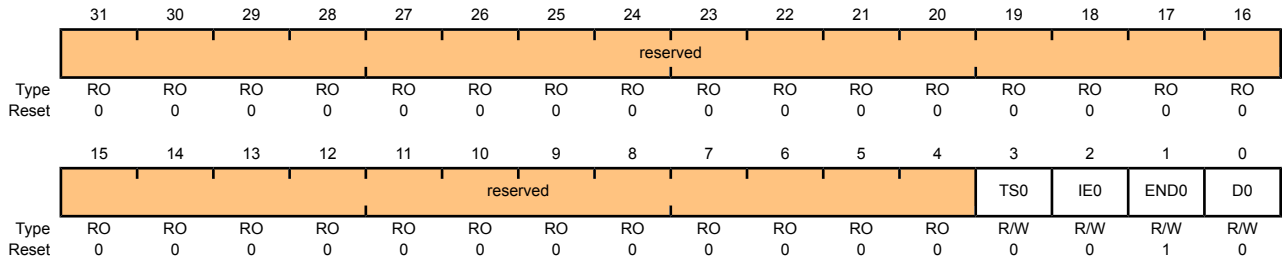 31 30 29 28 27 26 25 24 23 22 21 20 19 18 17 16
reserved
Type RO RO RO RO RO RO RO RO RO RO RO RO RO RO RO RO
Reset 0 0 0 0 0 0 0 0 0 0 0 0 0 0 0 0
15 14 13 12 11 10 9 8 7 6 5 4 3 2 1 0
reserved TS0 IE0 END0 D0
Type RO RO RO RO RO RO RO RO RO RO RO RO R/W R/W R/W R/W
Reset 0 0 0 0 0 0 0 0 0 0 0 0 0 0 1 0